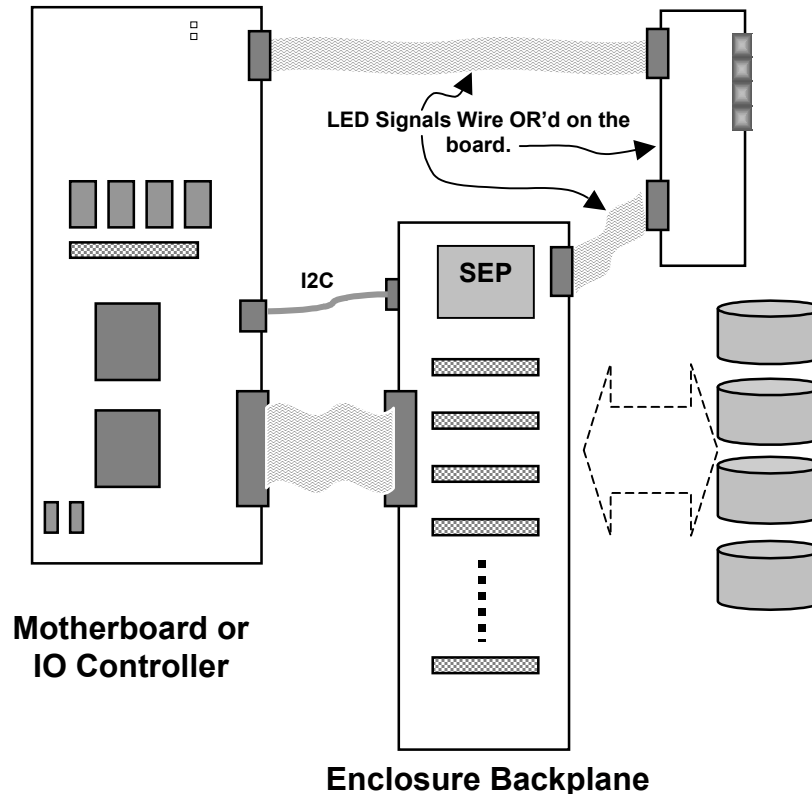 LED Signals Wire OR’d on the
board.
SEP
I2C
Motherboard or
IO Controller
Enclosure Backplane